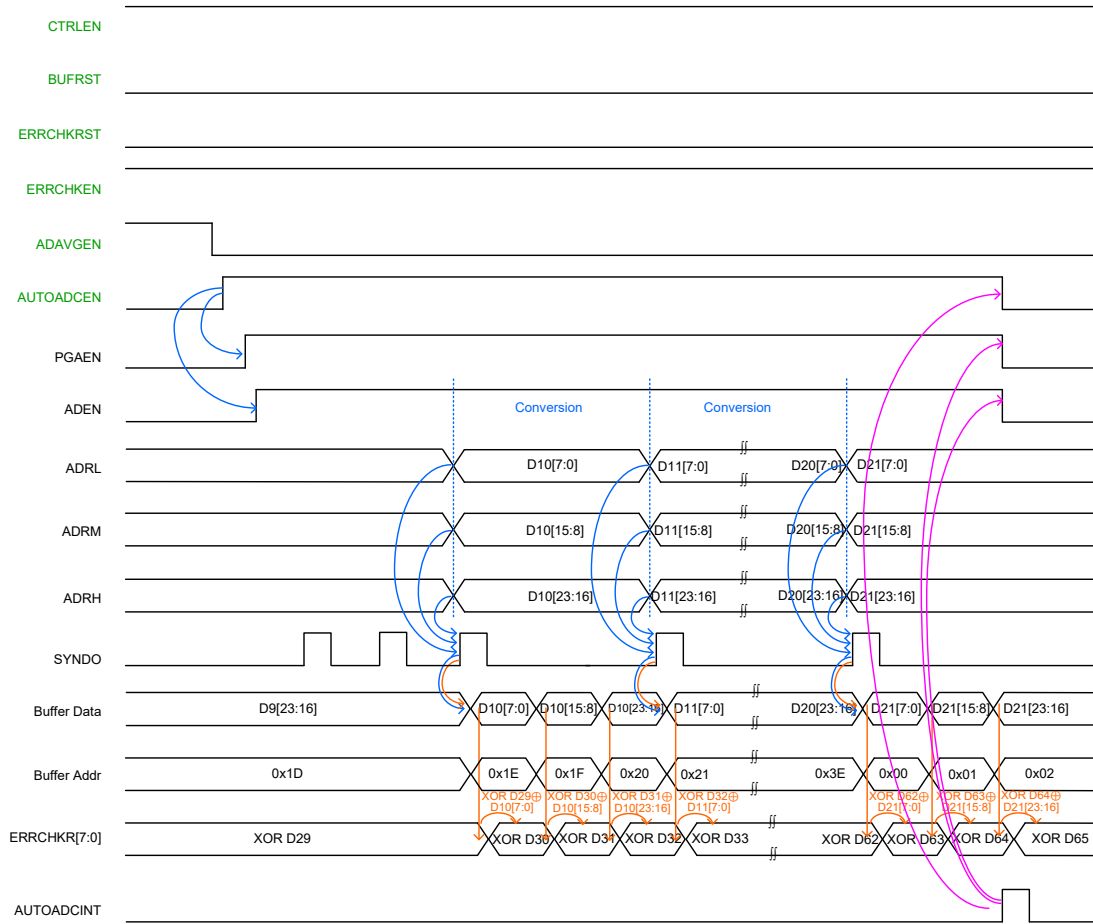 CTRLEN
BUFRST
ERRCHKRST
ERRCHKEN
ADAVGEN
AUTOADCEN
PGAEN
ADEN
Conversion
Conversion
ADRL
D10[7:0]
D11[7:0]
∫∫
∫∫
D20[7:0]
D21[7:0]
ADRM
D10[15:8]
D11[15:8]
∫∫
∫∫
D20[15:8]
D21[15:8]
ADRH
D10[23:16]
D11[23:16]
∫∫
∫∫
D20[23:16]
D21[23:16]
SYNDO
Buffer Data
D9[23:16]
D10[7:0]
D10[15:8]
D10[23:16]
D11[7:0]
∫∫
∫∫
D20[23:16]
D21[7:0]
D21[15:8]
D21[23:16]
Buffer Addr
0x1D
0x1E
0x1F
0x20
0x21
∫∫
∫∫
0x3E
0x00
0x01
0x02
XOR D29⊕
D10[7:0]
XOR D30⊕
D10[15:8]
XOR D31⊕
D10[23:16]
XOR D32⊕
D11[7:0]
XOR D62⊕
D21[7:0]
XOR D63⊕
D21[15:8]
XOR D64⊕
D21[23:16]
ERRCHKR[7:0]
XOR D29
XOR D30
XOR D31
XOR D32
XOR D33
∫∫
∫∫
XOR D62
XOR D63
XOR D64
XOR D65
AUTOADCINT